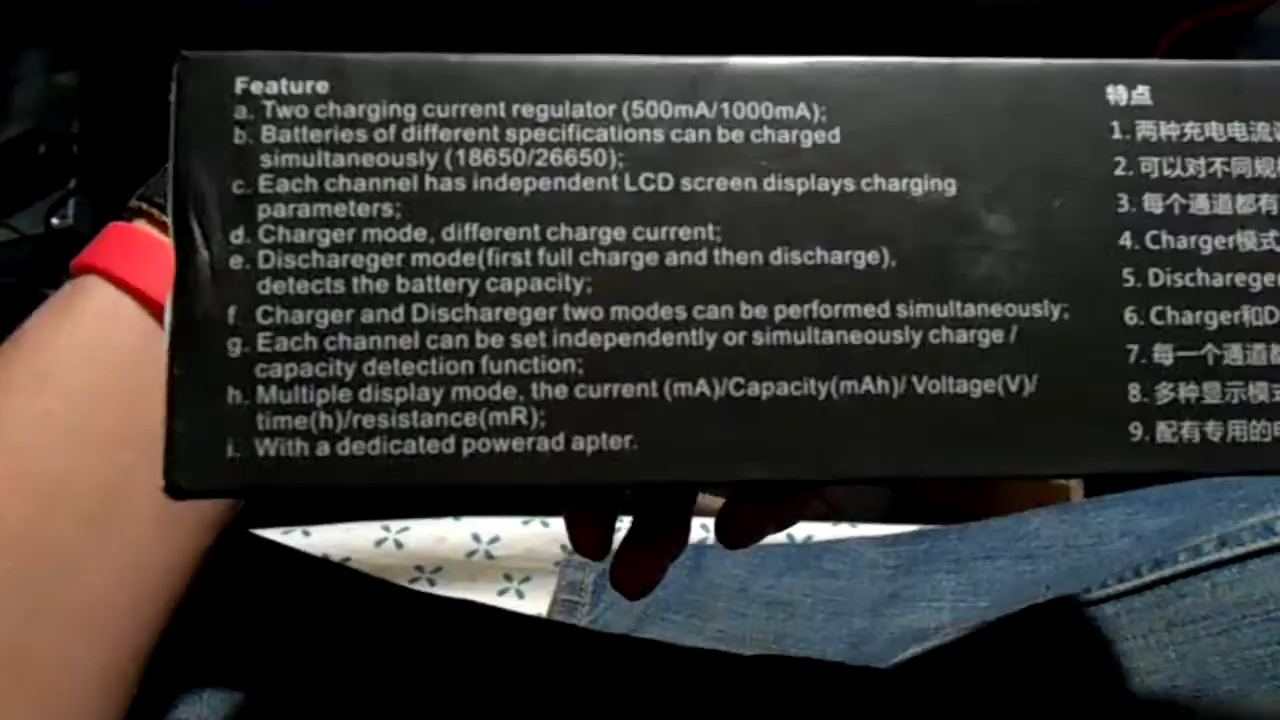 Feature
a. Two charging current regulator (500mA/1000mA);
b. Batteries of different specifications can be charged
simultaneously (18650/26650);
c. Each channel has independent LCD screen displays charging
parameters;
d. Charger mode, different charge current;
e. Dischareger mode(first full charge and then discharge),
detects the battery capacity;
f. Charger and Dischareger two modes can be performed simultaneously;
g. Each channel can be set independently or simultaneously charge /
capacity detection function;
h. Multiple display mode, the current (mA)/Capacity(mAh)/ Voltage(V)/
time(h)/resistance(mR);
i. With a dedicated powerad apter.
特点
1. 两种充电电流
2. 可以对不同规
3. 每个通道都有
4. Charger模式
5. Dischareger
6. Charger和D
7. 每一个通道
8. 多种显示模式
9. 配有专用的